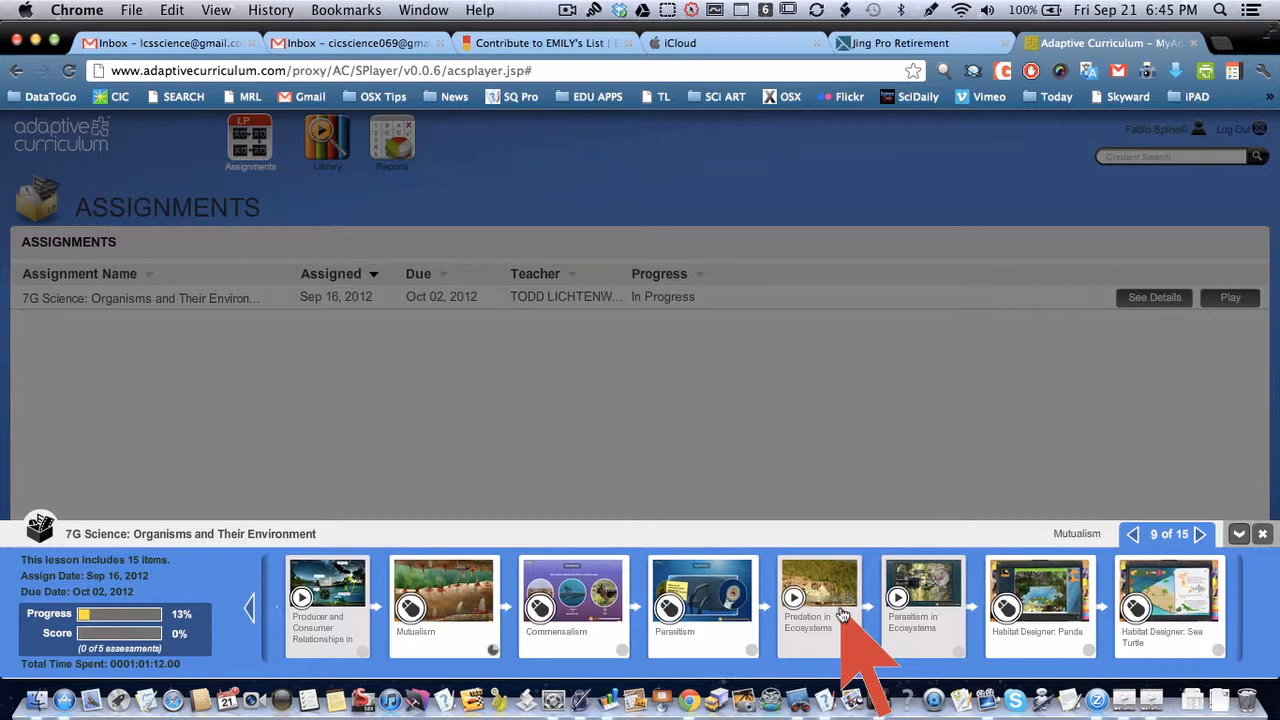 Chrome File Edit View History Bookmarks Window Help 6 100% Fri Sep 21 6:45 PM
Inbox - lcsscience@gmail.co Inbox - cicscience069@gma Contribute to EMILY's List | E iCloud Jing Pro Retirement Adaptive Curriculum – MyA
www.adaptivecurriculum.com/proxy/AC/SPlayer/v0.0.6/acsplayer.jsp#
DataToGo CIC SEARCH MRL Gmail OSX Tips News SQ Pro EDU APPS TL SCi ART OSX Flickr SciDaily Vimeo Today Skyward iPAD »
adaptive curriculum
LP
Assignments Library Reports
Fabio Spinelli Log Out
Content Search
ASSIGNMENTS
ASSIGNMENTS
Assignment Name Assigned Due Teacher Progress
7G Science: Organisms and Their Environ... Sep 16, 2012 Oct 02, 2012 TODD LICHTENW... In Progress See Details Play
7G Science: Organisms and Their Environment Mutualism 9 of 15
This lesson includes 15 items.
Assign Date: Sep 16, 2012
Due Date: Oct 02, 2012
Progress 13%
Score 0%
(0 of 5 assessments)
Total Time Spent: 0001:01:12.00
Producer and
Consumer
Relationships in
Mutualism
Commensalism
Parasitism
Predation in
Ecosystems
Parasitism in
Ecosystems
Habitat Designer: Panda
Habitat Designer: Sea
Turtle